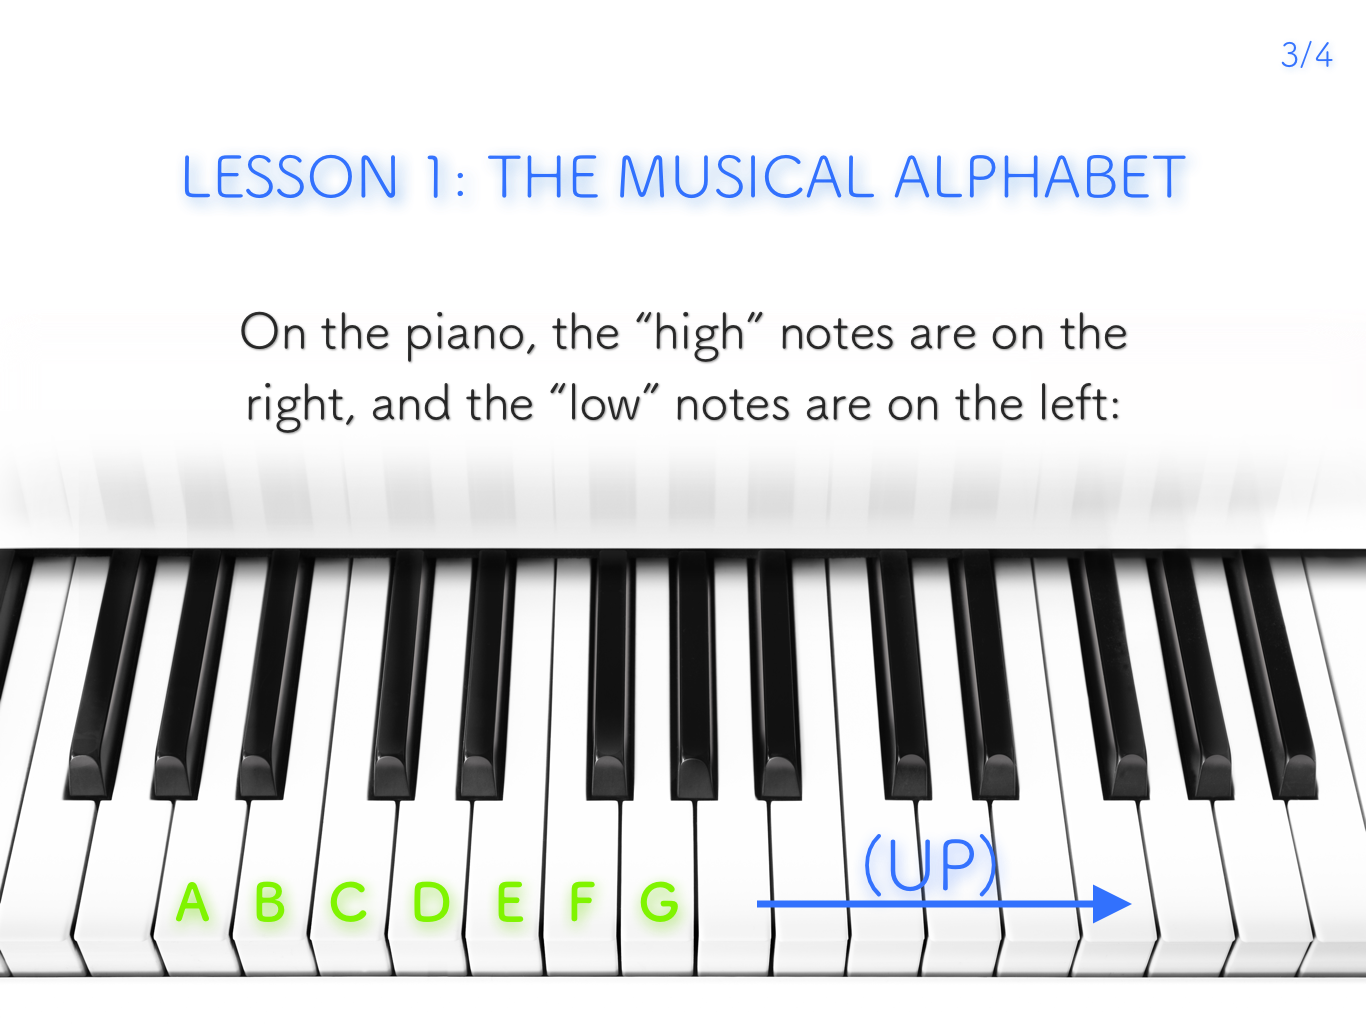 3/4
LESSON 1: THE MUSICAL ALPHABET
On the piano, the “high” notes are on the
right, and the “low” notes are on the left:
(UP)
A B C D E F G